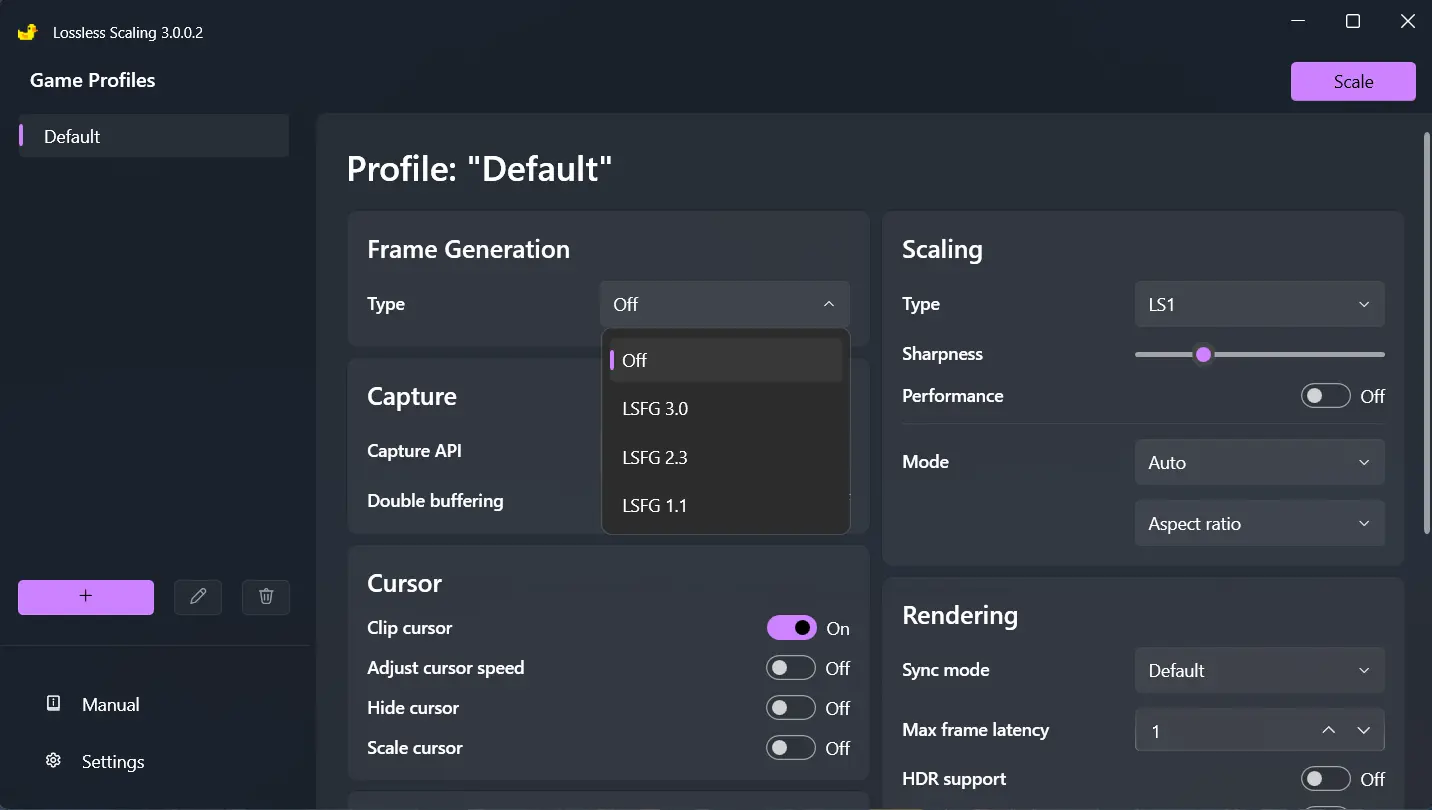 Lossless Scaling 3.0.0.2
Game Profiles
Scale
Default
Profile: "Default"
Frame Generation
Type
Off
Off
LSFG 3.0
LSFG 2.3
LSFG 1.1
Capture
Capture API
Double buffering
Cursor
Clip cursor
On
Adjust cursor speed
Off
Hide cursor
Off
Scale cursor
Off
Scaling
Type
LS1
Sharpness
Performance
Off
Mode
Auto
Aspect ratio
Rendering
Sync mode
Default
Max frame latency
1
HDR support
Off
+
Manual
Settings